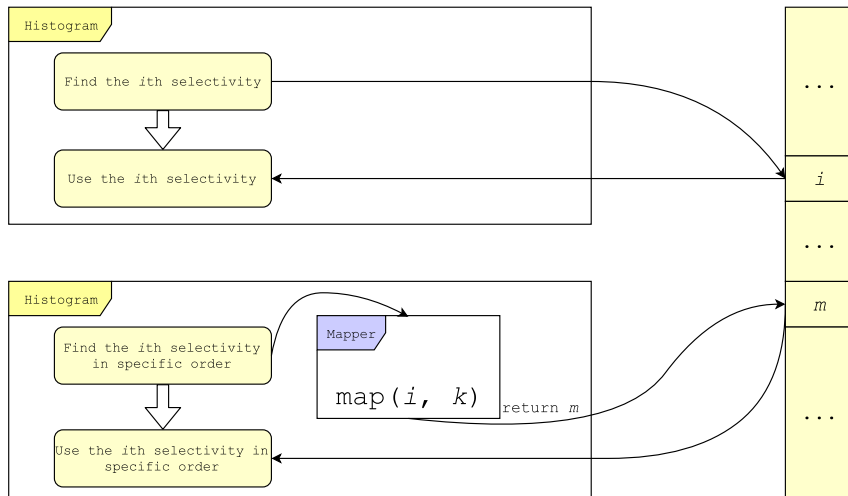 Histogram
Find the ith selectivity
Use the ith selectivity
...
i
...
m
...
Histogram
Find the ith selectivity
in specific order
Mapper
map(i, k)
return m
Use the ith selectivity in
specific order